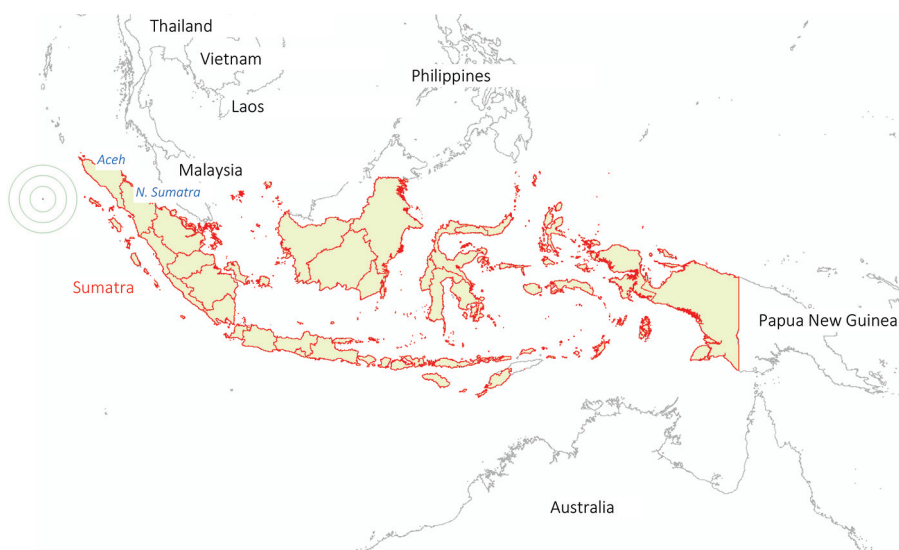 Thailand
Vietnam
Philippines
Laos
Aceh
Malaysia
N. Sumatra
Sumatra
Papua New Guinea
Australia